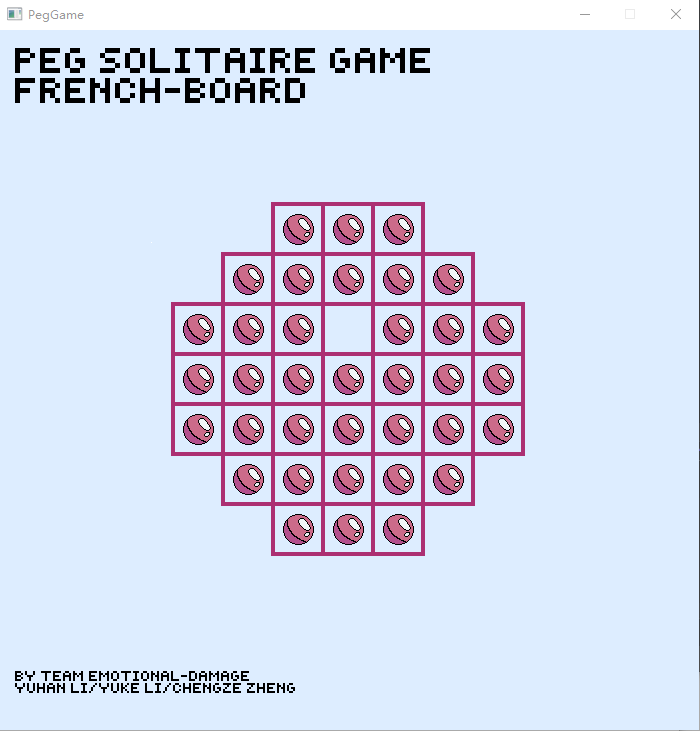 PegGame
PEG SOLITAIRE GAME
FRENCH-BOARD
BY TEAM EMOTIONAL-DAMAGE
YUHAN LI/YUKE LI/CHENGZE ZHENG